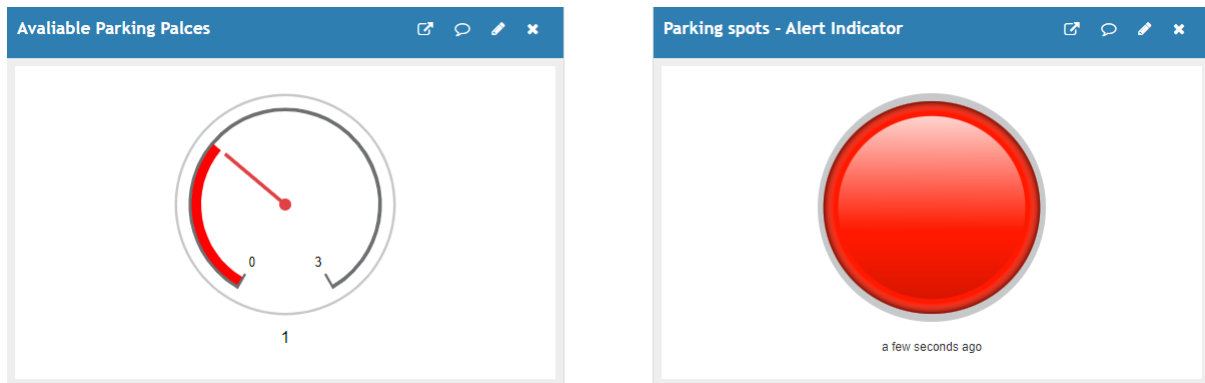 Avaliable Parking Palces
0 3
1
Parking spots - Alert Indicator
a few seconds ago